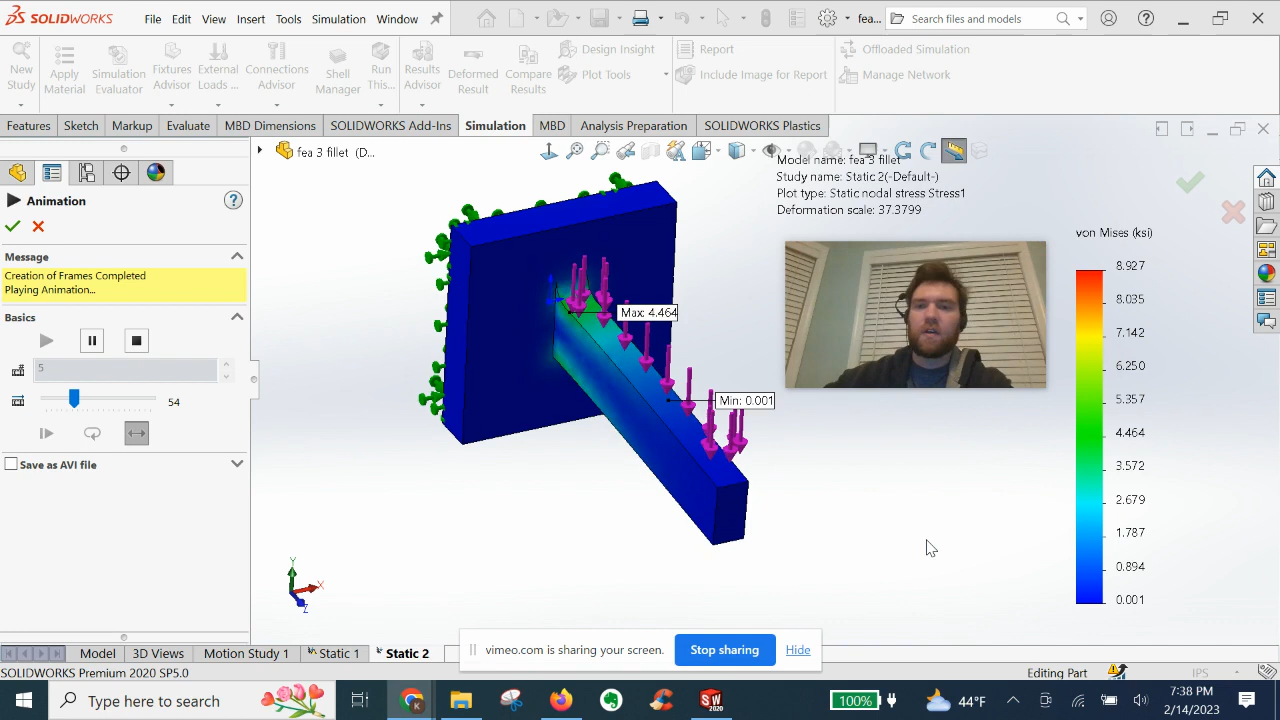 SOLIDWORKS
File Edit View Insert Tools Simulation Window
fea...
Search files and models
New Study
Apply Material
Simulation Evaluator
Fixtures Advisor
External Loads ...
Connections Advisor
Shell Manager
Run This...
Results Advisor
Deformed Result
Compare Results
Design Insight
Plot Tools
Report
Include Image for Report
Offloaded Simulation
Manage Network
Features Sketch Markup Evaluate MBD Dimensions SOLIDWORKS Add-Ins Simulation MBD Analysis Preparation SOLIDWORKS Plastics
fea 3 fillet (D...
Model name: fea 3 fillet
Study name: Static 2(-Default-)
Plot type: Static nodal stress Stress1
Deformation scale: 37.3799
Animation
Message
Creation of Frames Completed
Playing Animation...
Basics
5
54
Save as AVI file
Max: 4.464
Min: 0.001
von Mises (ksi)
8.927
8.035
7.142
6.249
5.357
4.464
3.572
2.679
1.787
0.894
0.001
Y
X
Z
vimeo.com is sharing your screen.
Stop sharing
Hide
Model 3D Views Motion Study 1 Static 1 Static 2
SOLIDWORKS Premium 2020 SP5.0
Editing Part
IPS
Type here to search
K
SW
2020
100%
44°F
7:38 PM
2/14/2023